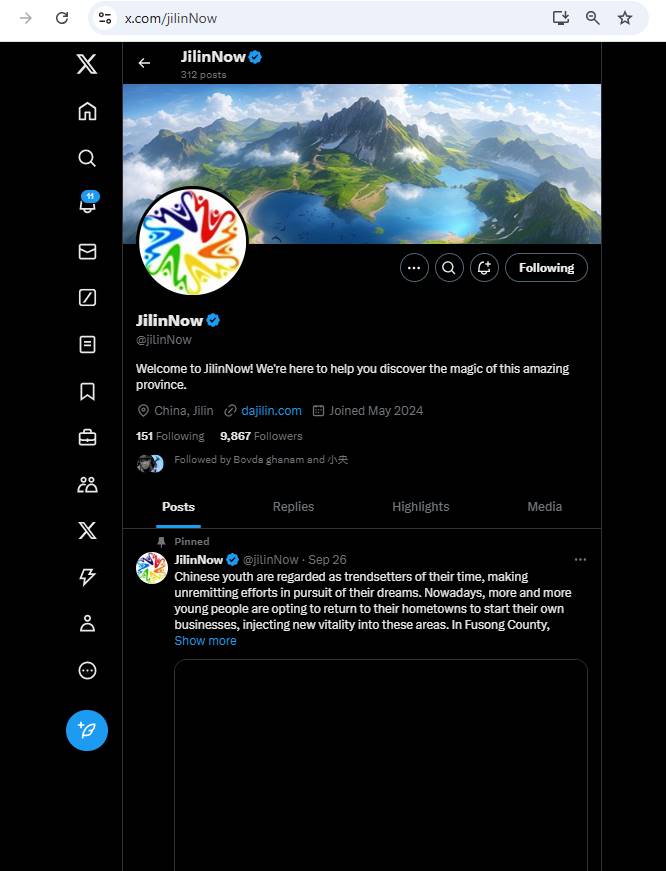 x.com/jilinNow
JilinNow
312 posts
11
Following
JilinNow
@jilinNow
Welcome to JilinNow! We're here to help you discover the magic of this amazing
province.
China, Jilin dajilin.com Joined May 2024
151 Following 9,867 Followers
Followed by Bovda ghanam and 小央
Posts Replies Highlights Media
Pinned
JilinNow @jilinNow · Sep 26
Chinese youth are regarded as trendsetters of their time, making
unremitting efforts in pursuit of their dreams. Nowadays, more and more
young people are opting to return to their hometowns to start their own
businesses, injecting new vitality into these areas. In Fusong County,
Show more